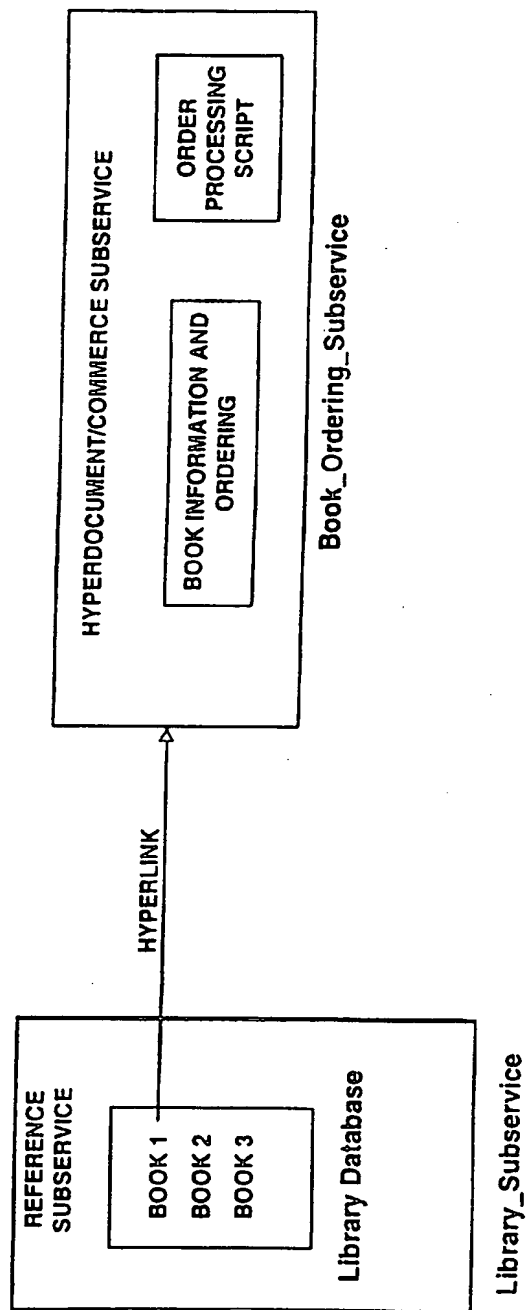 REFERENCE
SUBSERVICE
BOOK 1
BOOK 2
BOOK 3
Library Database
Library_Subservice
HYPERLINK
HYPERDOCUMENT/COMMERCE SUBSERVICE
BOOK INFORMATION AND
ORDERING
ORDER
PROCESSING
SCRIPT
Book_Ordering_Subservice